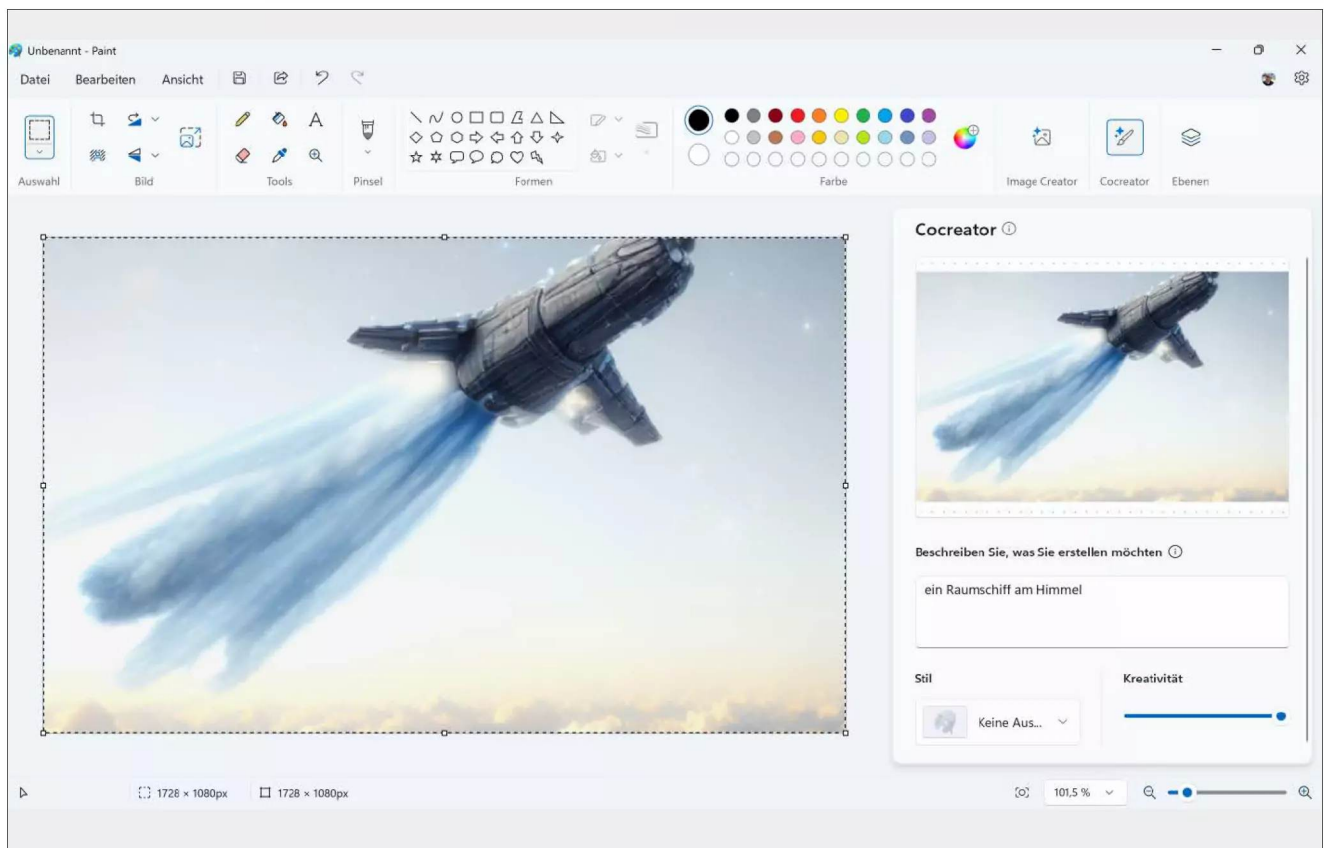 Unbenannt - Paint
Datei Bearbeiten Ansicht
Auswahl Bild Tools Pinsel Formen Farbe Image Creator Cocreator Ebenen
Cocreator
Beschreiben Sie, was Sie erstellen möchten
ein Raumschiff am Himmel
Stil Kreativität
Keine Aus...
1728 × 1080px 1728 × 1080px 101,5 %